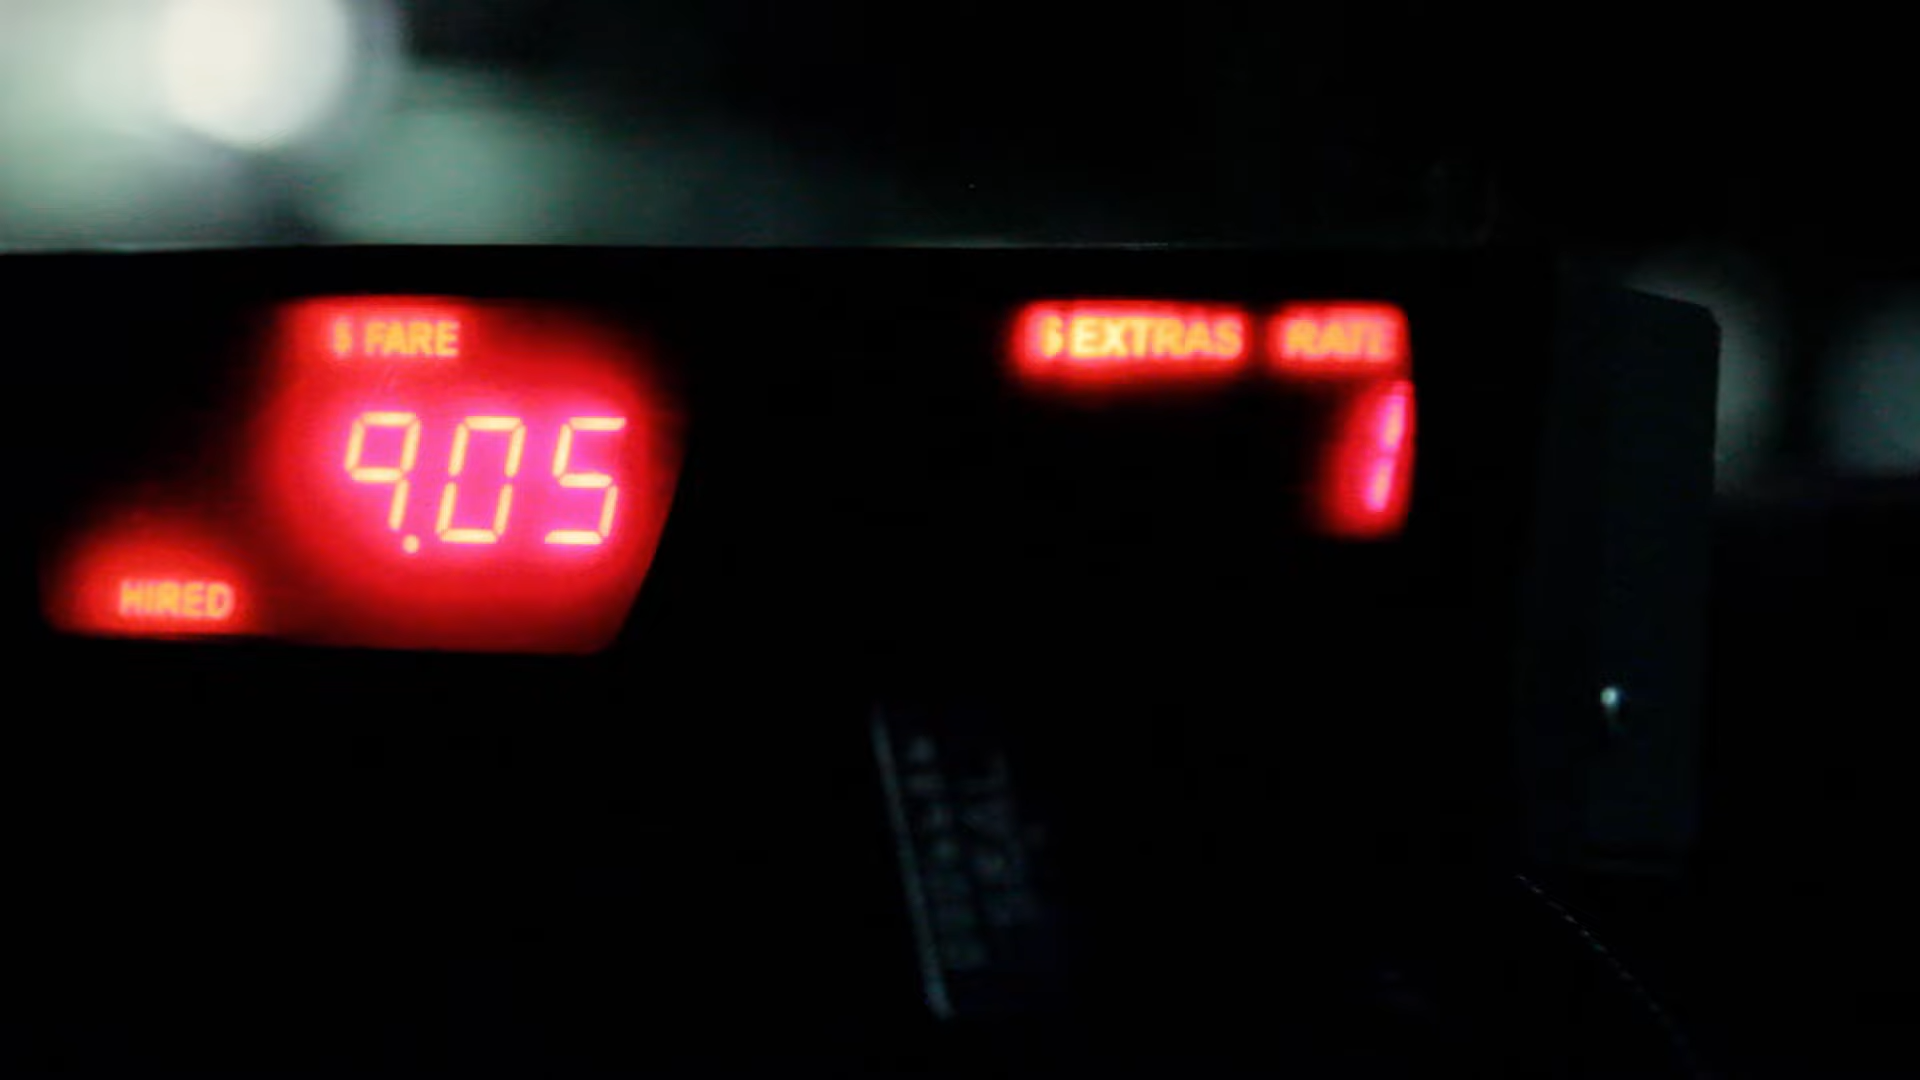 $ FARE $ EXTRAS RATE
9.05 1
HIRED